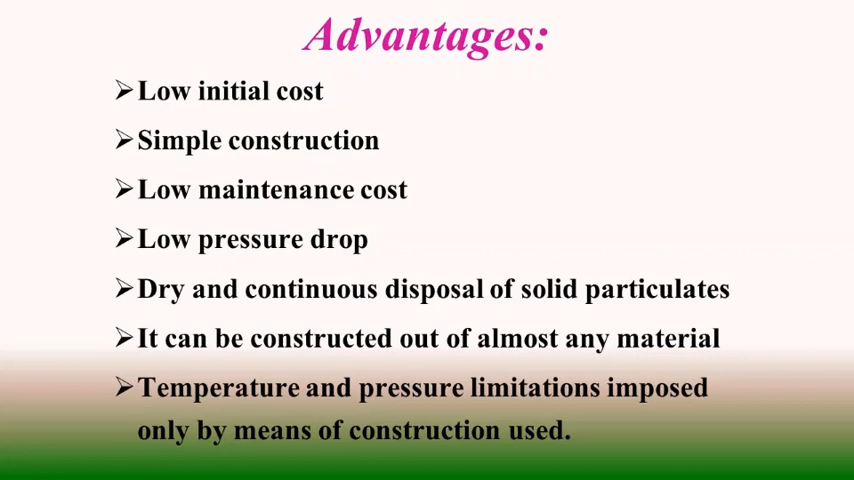 Advantages:
➢Low initial cost
➢Simple construction
➢Low maintenance cost
➢Low pressure drop
➢Dry and continuous disposal of solid particulates
➢It can be constructed out of almost any material
➢Temperature and pressure limitations imposed
only by means of construction used.